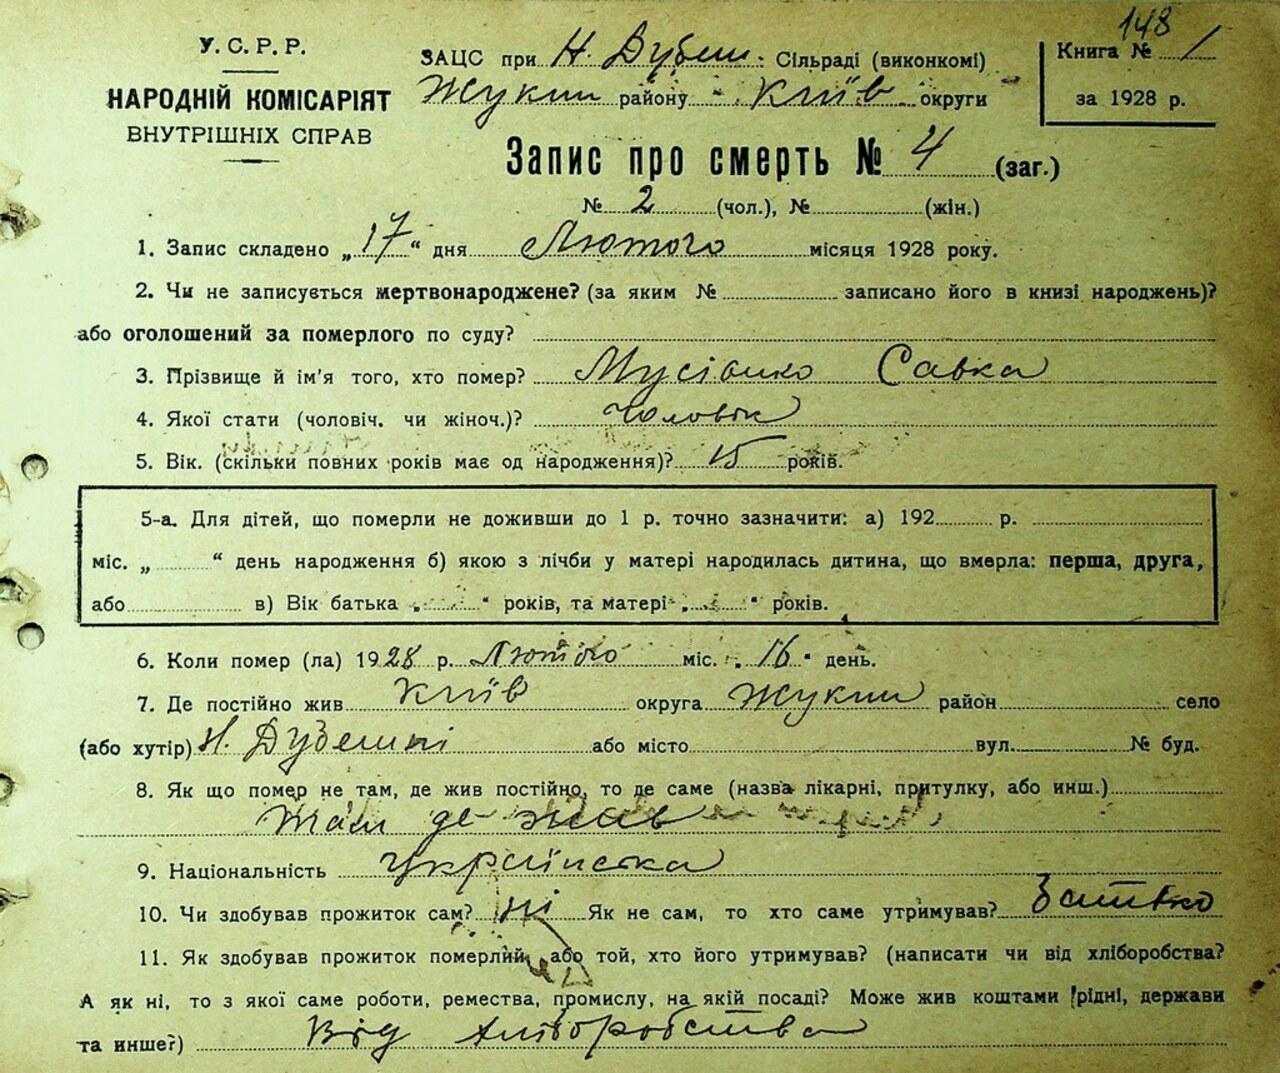 148
У. С. Р. Р.
НАРОДНІЙ КОМІСАРІЯТ
ВНУТРІШНІХ СПРАВ
ЗАЦС при Н. Дубеш. Сільраді (виконкомі)
Жукин району Київ округи
Книга № 1
за 1928 р.
Запис про смерть № 4 (заг.)
№ 2 (чол.), № (жін.)
1. Запис складено „17“ дня Лютого місяця 1928 року.
2. Чи не записується мертвонароджене? (за яким № записано його в книзі народжень)?
або оголошений за померлого по суду?
3. Прізвище й ім'я того, хто помер? Мусієнко Савка
4. Якої стати (чоловіч. чи жіноч.)? Чоловік
5. Вік. (скільки повних років має од народження)? 15 років.
5-а. Для дітей, що померли не доживши до 1 р. точно зазначити: а) 192 р.
міс. „ “ день народження б) якою з лічби у матері народилась дитина, що вмерла: перша, друга,
або в) Вік батька „ “ років, та матері „ “ років.
6. Коли помер (ла) 1928 р. Лютого міс. „16“ день.
7. Де постійно жив Київ округа Жукин район село
(або хутір) Н. Дубешні або місто вул. № буд.
8. Як що помер не там, де жив постійно, то де саме (назва лікарні, притулку, або инш.)
Там де жив
9. Національність українська
10. Чи здобував прожиток сам? ні Як не сам, то хто саме утримував? Батько
11. Як здобував прожиток померлий, або той, хто його утримував? (написати чи від хліборобства?
А як ні, то з якої саме роботи, ремества, промислу, на якій посаді? Може жив коштами рідні, держави
та инше?) Від хліборобства